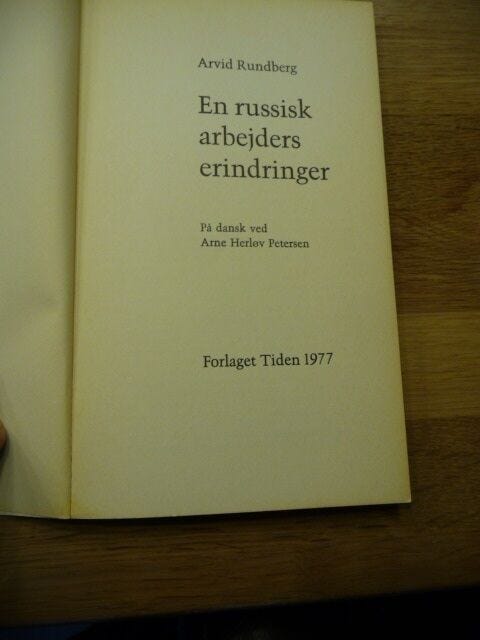 Arvid Rundberg
En russisk
arbejders
erindringer
På dansk ved
Arne Herløv Petersen
Forlaget Tiden 1977